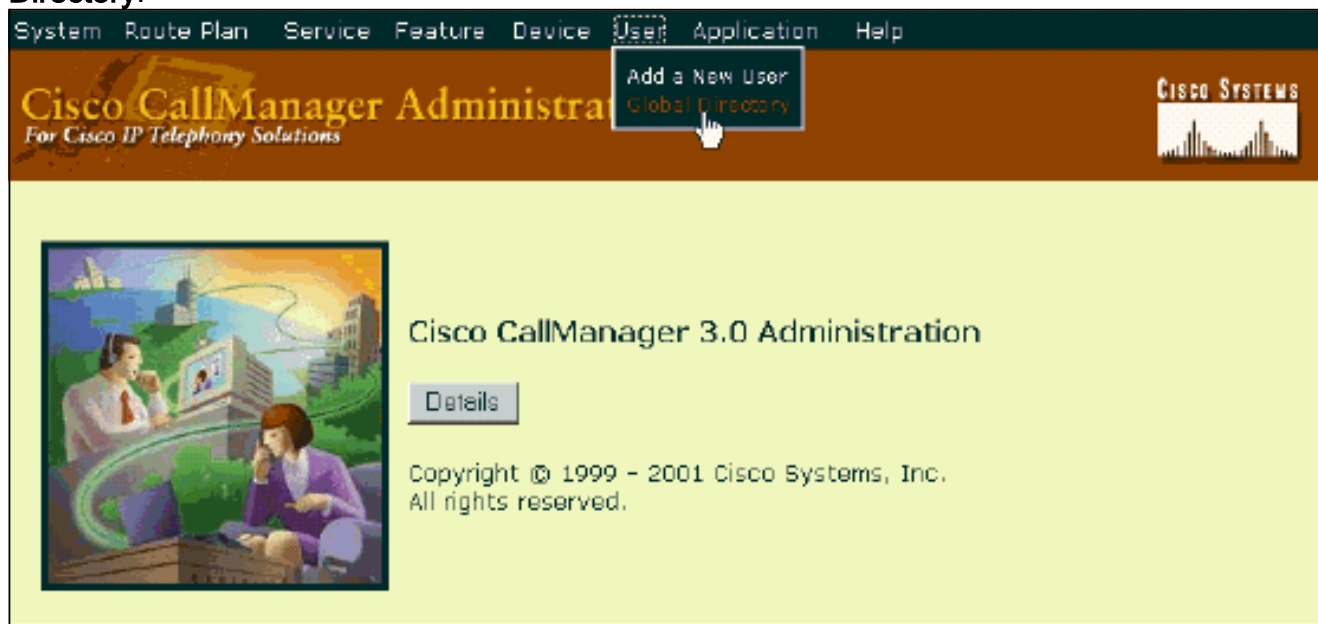 Directory.
System Route Plan Service Feature Device User Application Help
Add a New User
Global Directory
Cisco CallManager Administra
For Cisco IP Telephony Solutions
CISCO SYSTEMS
Cisco CallManager 3.0 Administration
Details
Copyright © 1999 - 2001 Cisco Systems, Inc.
All rights reserved.